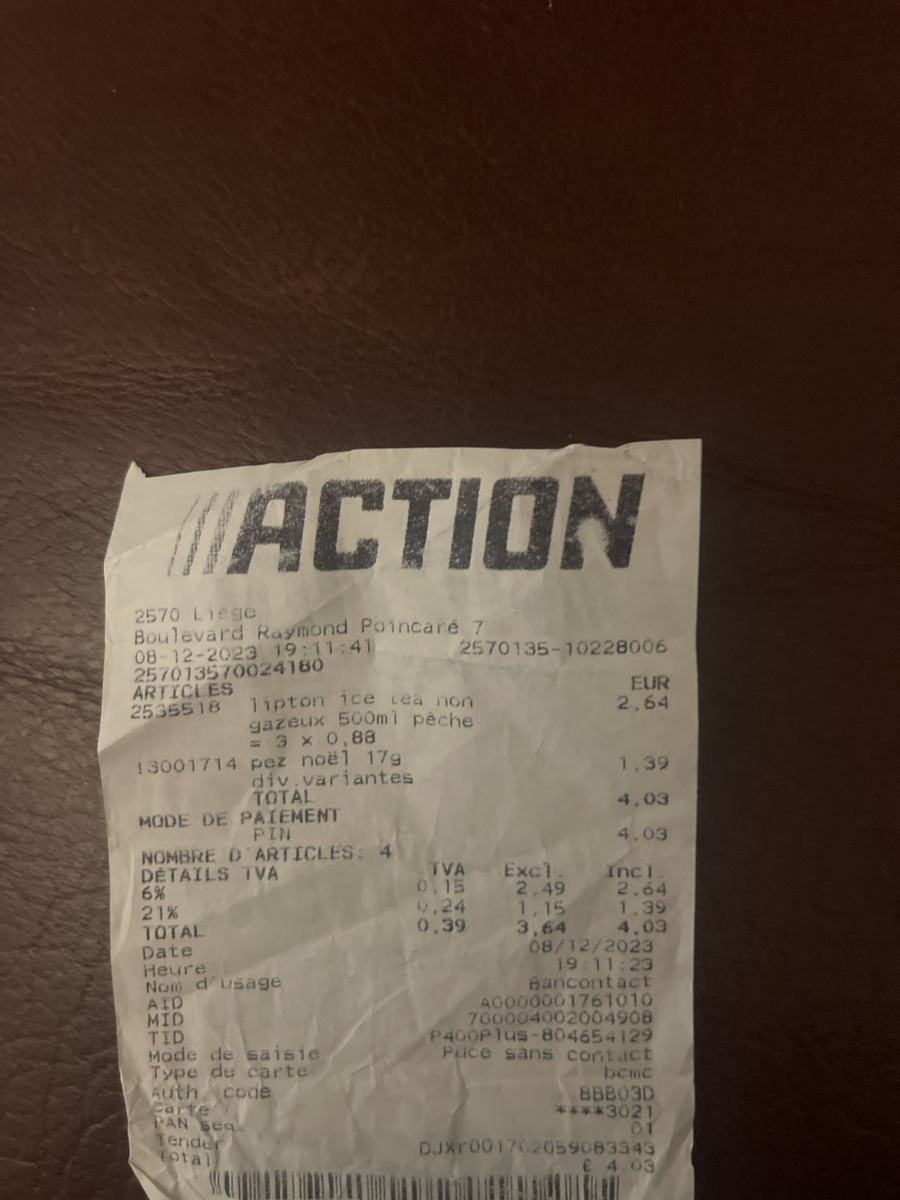 ACTION
2570 Liège
Boulevard Raymond Poincaré 7
08-12-2023 19:11:41 2570135-10228006
257013570024180
ARTICLES EUR
2535518 lipton ice tea non 2,64
gazeux 500ml pêche
= 3 x 0,88
!3001714 pez noël 17g 1,39
div.variantes
TOTAL 4,03
MODE DE PAIEMENT
PIN 4,03
NOMBRE D'ARTICLES: 4
DÉTAILS TVA TVA Excl. Incl.
6% 0,15 2,49 2,64
21% 0,24 1,15 1,39
TOTAL 0,39 3,64 4,03
Date 08/12/2023
Heure 19:11:23
Nom d'usage Bancontact
AID A0000001761010
MID 700004002004908
TID P400Plus-804654129
Mode de saisie Puce sans contact
Type de carte bcmc
Auth. code BBB03D
Carte ****3021
PAN Seq 01
Tender
Total € 4,03